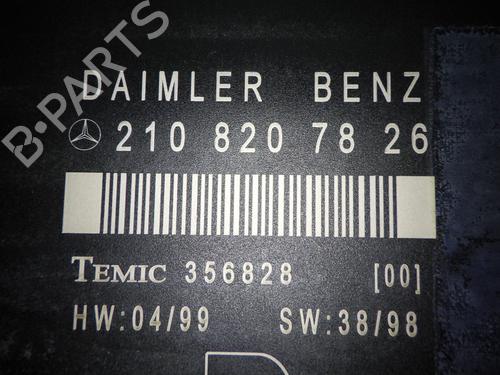 B-PARTS
DAIMLER BENZ
210 820 78 26
TEMIC 356828 [00]
HW:04/99 SW:38/98